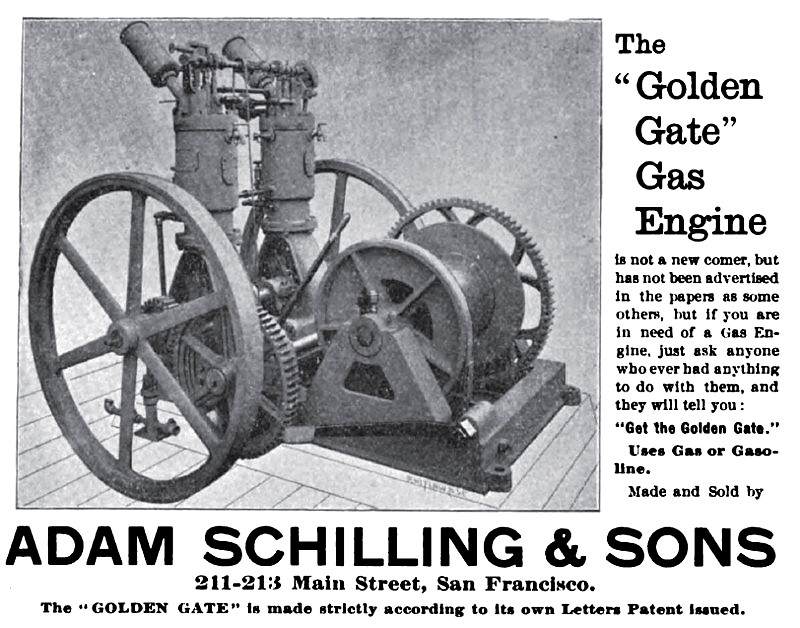 The
“Golden
Gate”
Gas
Engine
is not a new comer, but
has not been advertised
in the papers as some
others, but if you are
in need of a Gas En-
gine, just ask anyone
who ever had anything
to do with them, and
they will tell you:
“Get the Golden Gate.”
Uses Gas or Gaso-
line.
Made and Sold by
ADAM SCHILLING & SONS
211-213 Main Street, San Francisco.
The “GOLDEN GATE” is made strictly according to its own Letters Patent issued.